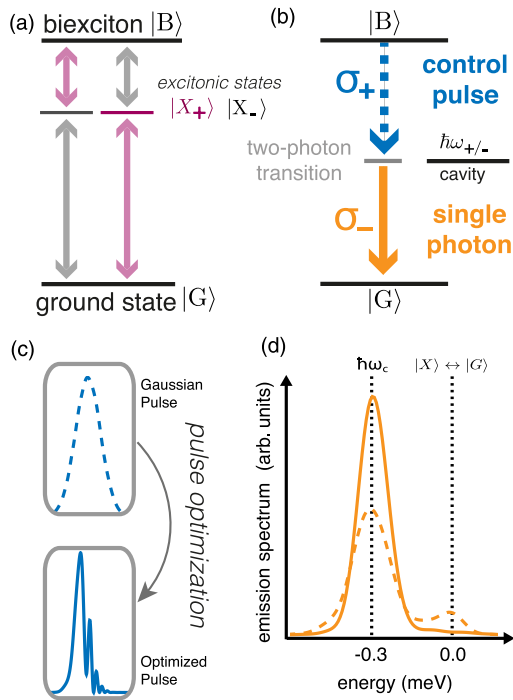 (a)
biexciton |B⟩
excitonic states
|X₊⟩ |X₋⟩
ground state |G⟩
(b)
|B⟩
σ₊
control
pulse
two-photon
transition
ħω₊/₋
cavity
σ₋
single
photon
|G⟩
(c)
Gaussian
Pulse
pulse optimization
Optimized
Pulse
(d)
ħω_c
|X⟩ ↔ |G⟩
emission spectrum (arb. units)
-0.3
0.0
energy (meV)